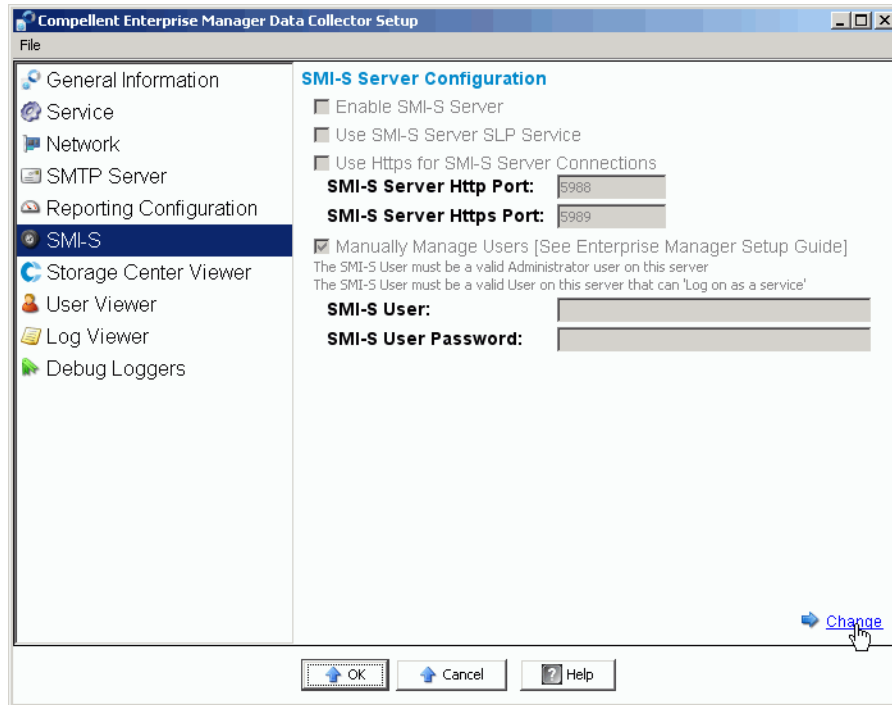 Compellent Enterprise Manager Data Collector Setup
File
General Information
Service
Network
SMTP Server
Reporting Configuration
SMI-S
Storage Center Viewer
User Viewer
Log Viewer
Debug Loggers
SMI-S Server Configuration
Enable SMI-S Server
Use SMI-S Server SLP Service
Use Https for SMI-S Server Connections
SMI-S Server Http Port: 5988
SMI-S Server Https Port: 5989
Manually Manage Users [See Enterprise Manager Setup Guide]
The SMI-S User must be a valid Administrator user on this server
The SMI-S User must be a valid User on this server that can 'Log on as a service'
SMI-S User:
SMI-S User Password:
Change
OK Cancel ? Help